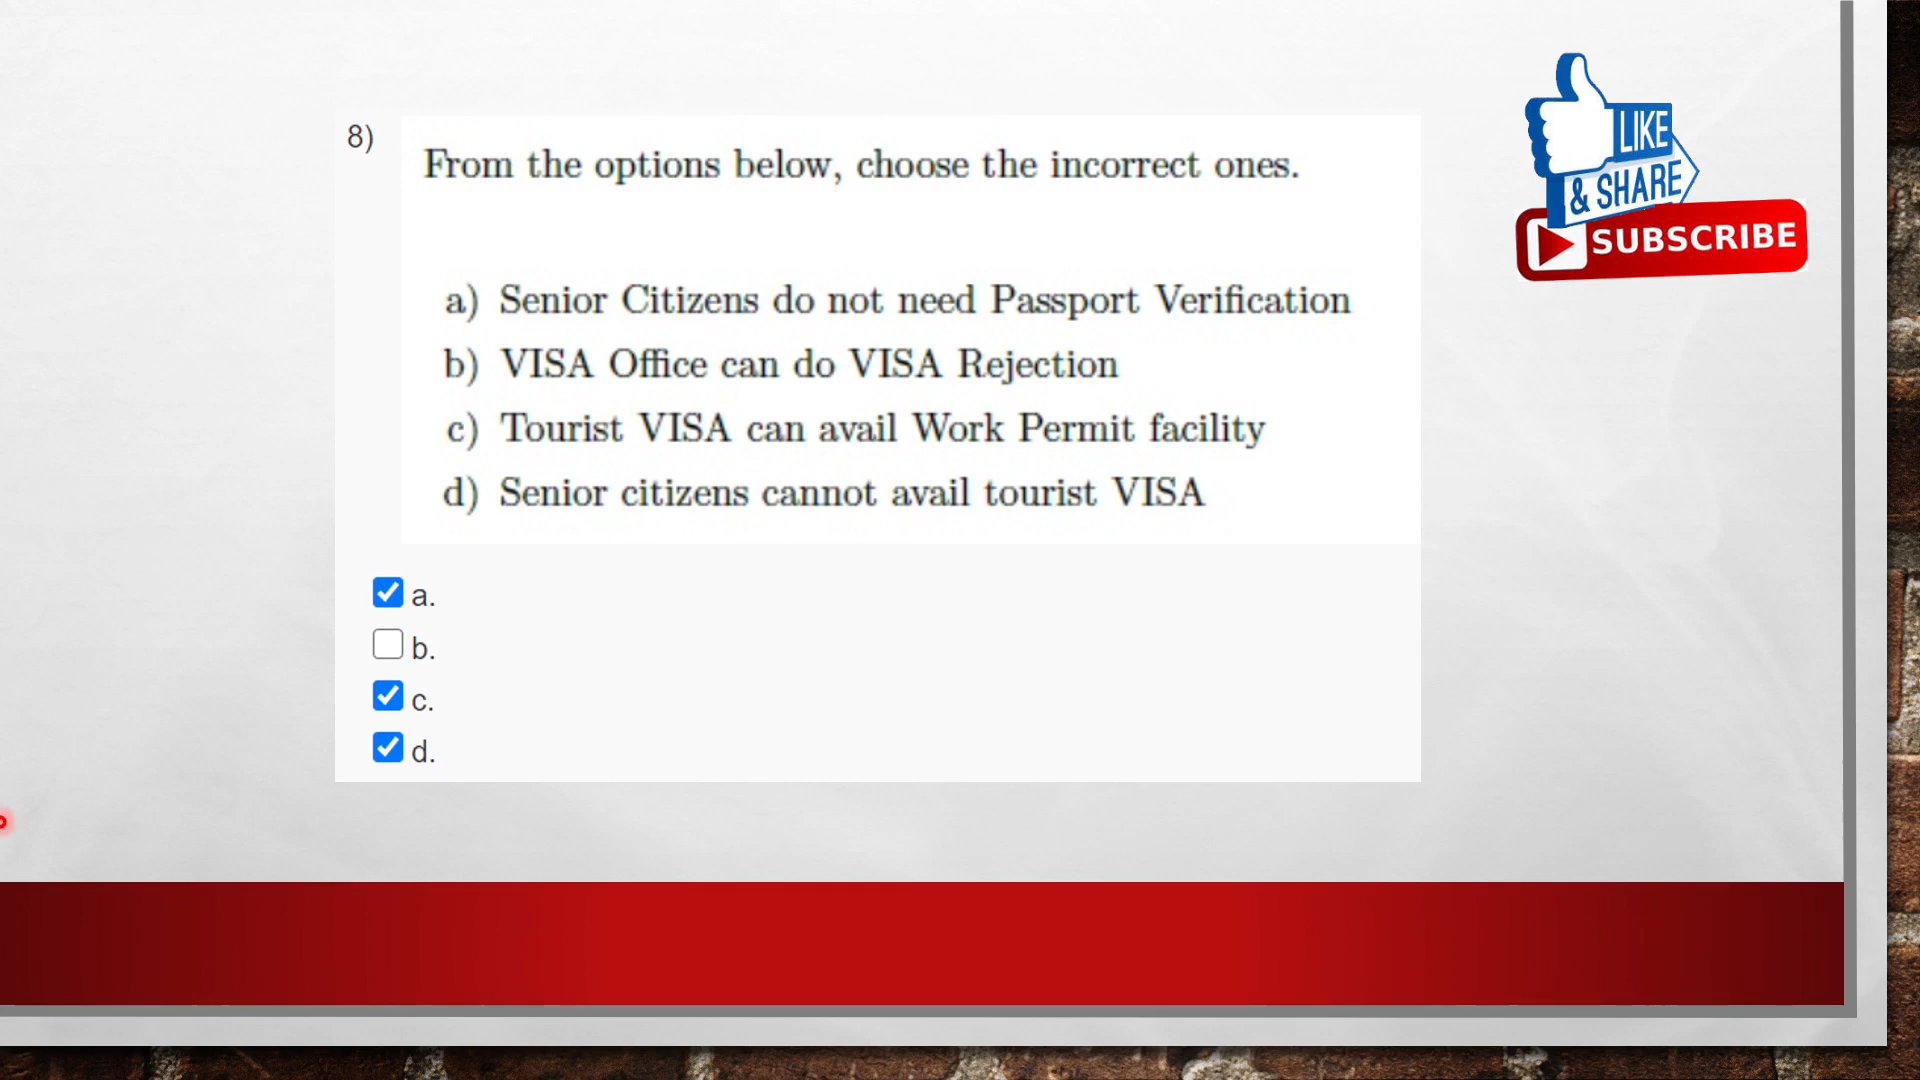 8)
From the options below, choose the incorrect ones.
a) Senior Citizens do not need Passport Verification
b) VISA Office can do VISA Rejection
c) Tourist VISA can avail Work Permit facility
d) Senior citizens cannot avail tourist VISA
a.
b.
c.
d.
LIKE
& SHARE
SUBSCRIBE